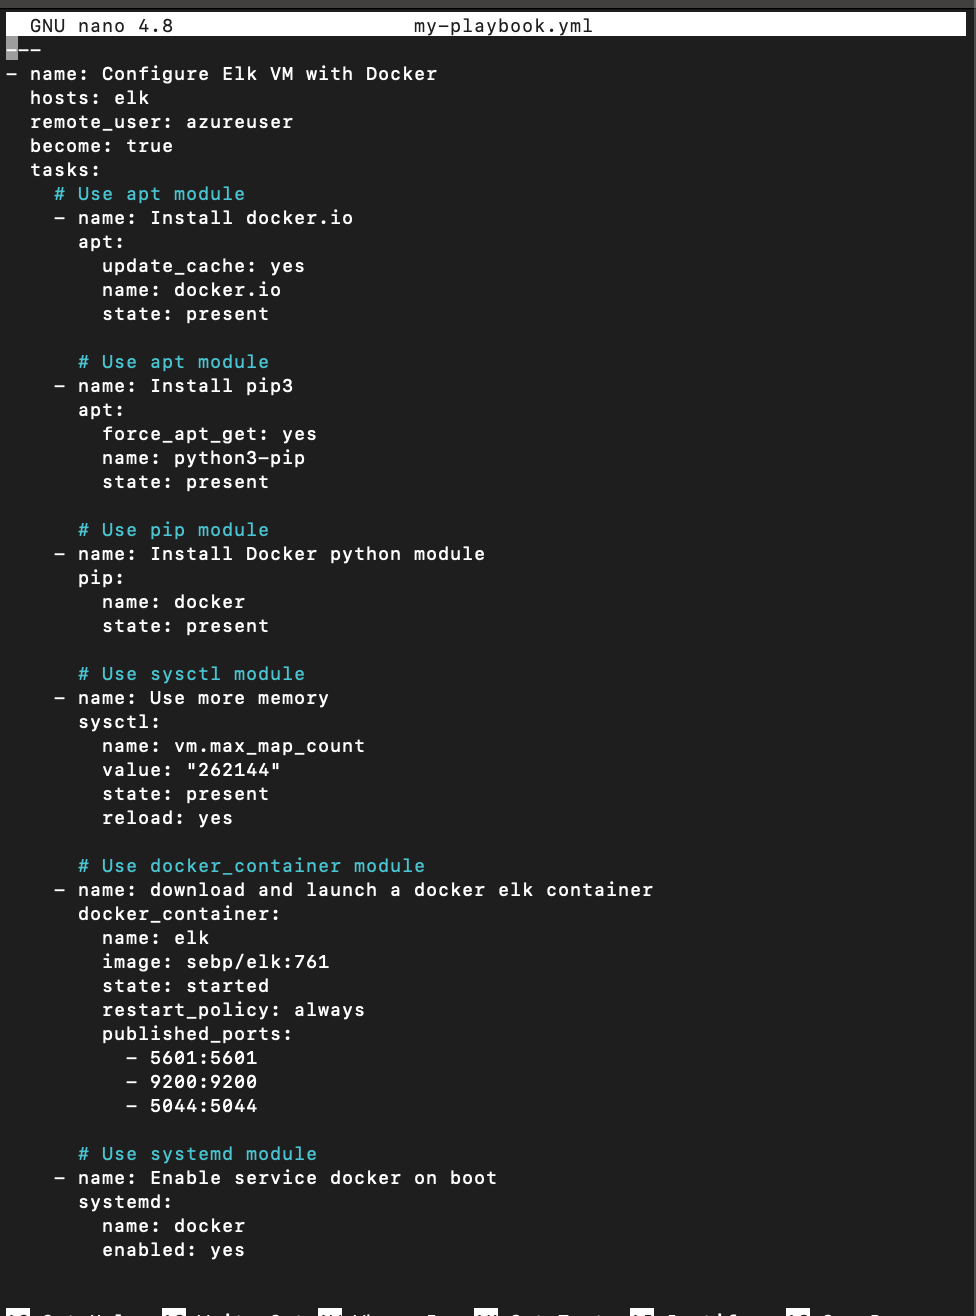 GNU nano 4.8 my-playbook.yml
---
- name: Configure Elk VM with Docker
  hosts: elk
  remote_user: azureuser
  become: true
  tasks:
    # Use apt module
    - name: Install docker.io
      apt:
        update_cache: yes
        name: docker.io
        state: present

      # Use apt module
    - name: Install pip3
      apt:
        force_apt_get: yes
        name: python3-pip
        state: present

      # Use pip module
    - name: Install Docker python module
      pip:
        name: docker
        state: present

      # Use sysctl module
    - name: Use more memory
      sysctl:
        name: vm.max_map_count
        value: "262144"
        state: present
        reload: yes

      # Use docker_container module
    - name: download and launch a docker elk container
      docker_container:
        name: elk
        image: sebp/elk:761
        state: started
        restart_policy: always
        published_ports:
          - 5601:5601
          - 9200:9200
          - 5044:5044

      # Use systemd module
    - name: Enable service docker on boot
      systemd:
        name: docker
        enabled: yes